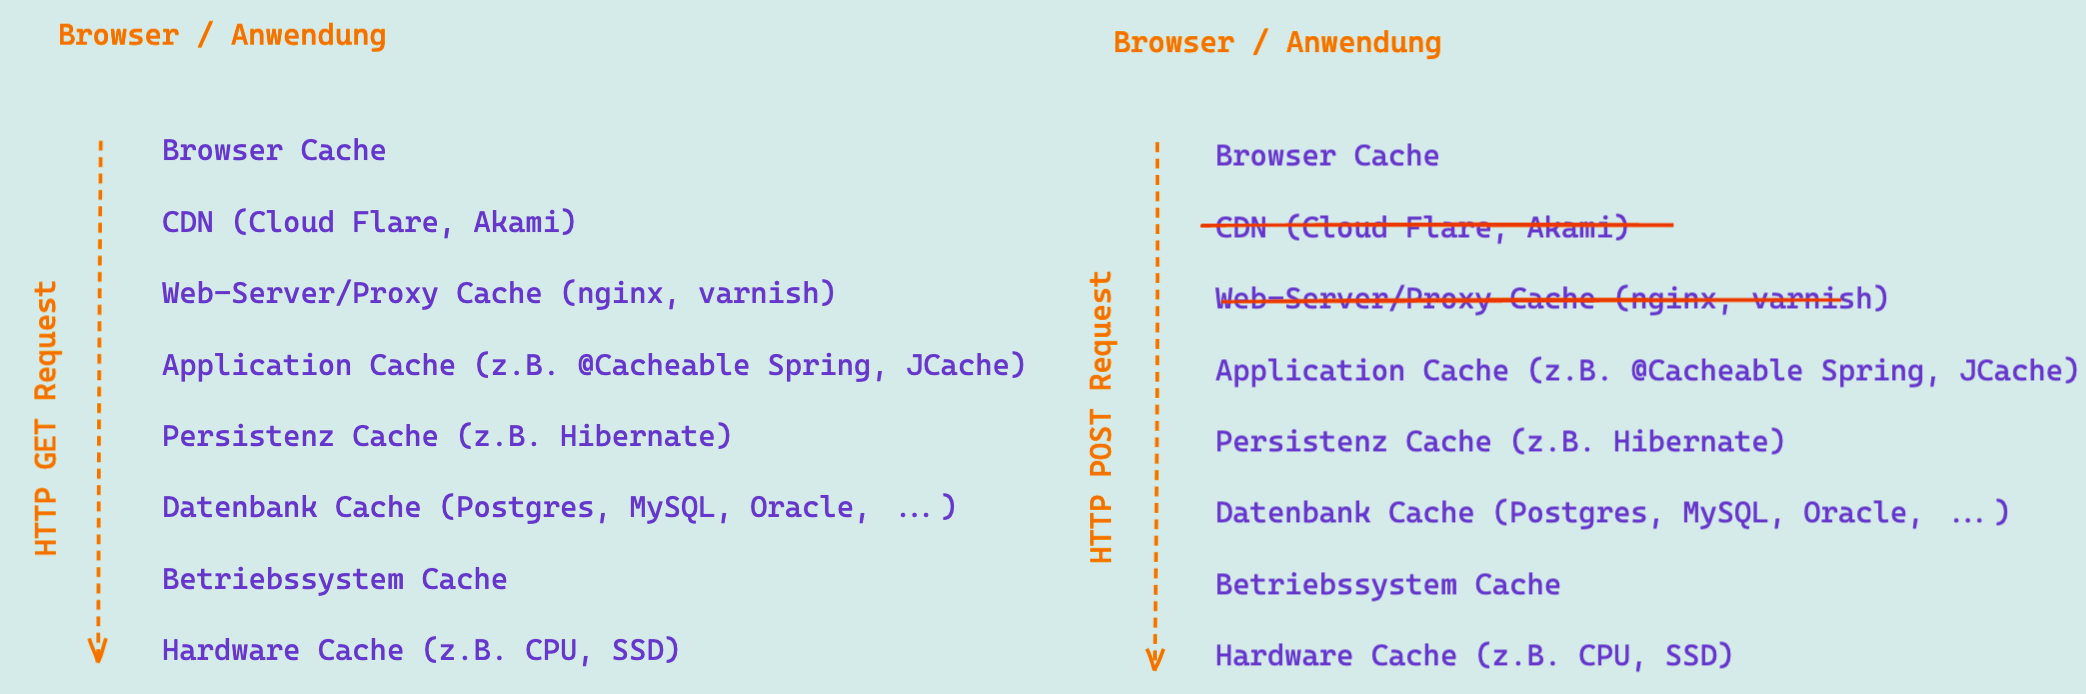 Browser / Anwendung
HTTP GET Request
Browser Cache
CDN (Cloud Flare, Akami)
Web-Server/Proxy Cache (nginx, varnish)
Application Cache (z.B. @Cacheable Spring, JCache)
Persistenz Cache (z.B. Hibernate)
Datenbank Cache (Postgres, MySQL, Oracle, ...)
Betriebssystem Cache
Hardware Cache (z.B. CPU, SSD)
Browser / Anwendung
HTTP POST Request
Browser Cache
CDN (Cloud Flare, Akami)
Web-Server/Proxy Cache (nginx, varnish)
Application Cache (z.B. @Cacheable Spring, JCache)
Persistenz Cache (z.B. Hibernate)
Datenbank Cache (Postgres, MySQL, Oracle, ...)
Betriebssystem Cache
Hardware Cache (z.B. CPU, SSD)